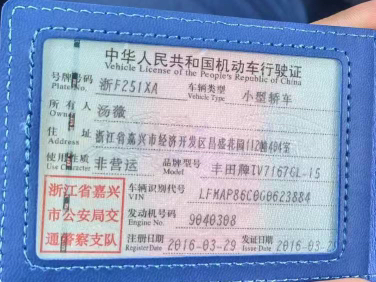 中华人民共和国机动车行驶证
Vehicle License of the People's Republic of China
号牌号码 浙F251XA 车辆类型 小型轿车
Plate No. Vehicle Type
所有人 汤薇
Owner
住址 浙江省嘉兴市经济开发区昌盛花园112幢404室
Address
使用性质 非营运 品牌型号 丰田牌TV7167GL-I5
Use Character Model
浙江省嘉兴
市公安局交
通警察支队
车辆识别代号 LFMAP86C0G0623884
VIN
发动机号码 9040398
Engine No.
注册日期 2016-03-29 发证日期 2016-03-29
Register Date Issue Date